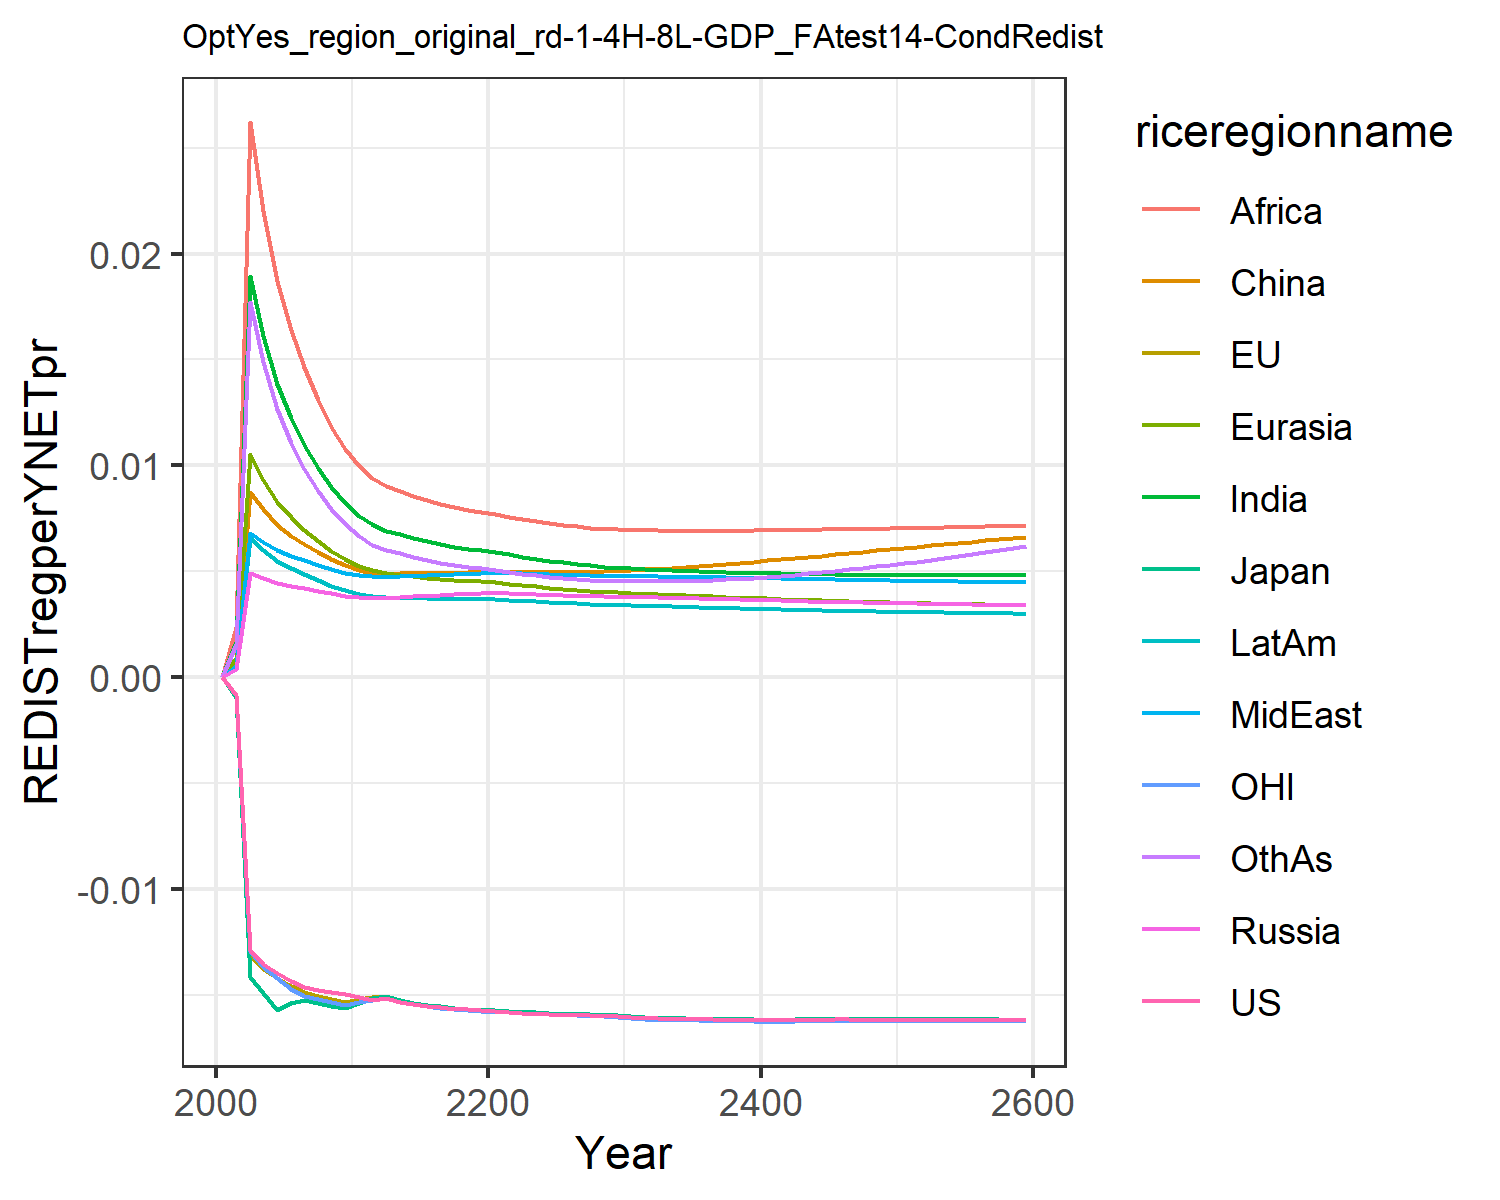 OptYes_region_original_rd-1-4H-8L-GDP_FAtest14-CondRedist
REDISTregperYNETpr
0.02
0.01
0.00
-0.01
2000
2200
2400
2600
Year
riceregionname
Africa
China
EU
Eurasia
India
Japan
LatAm
MidEast
OHI
OthAs
Russia
US